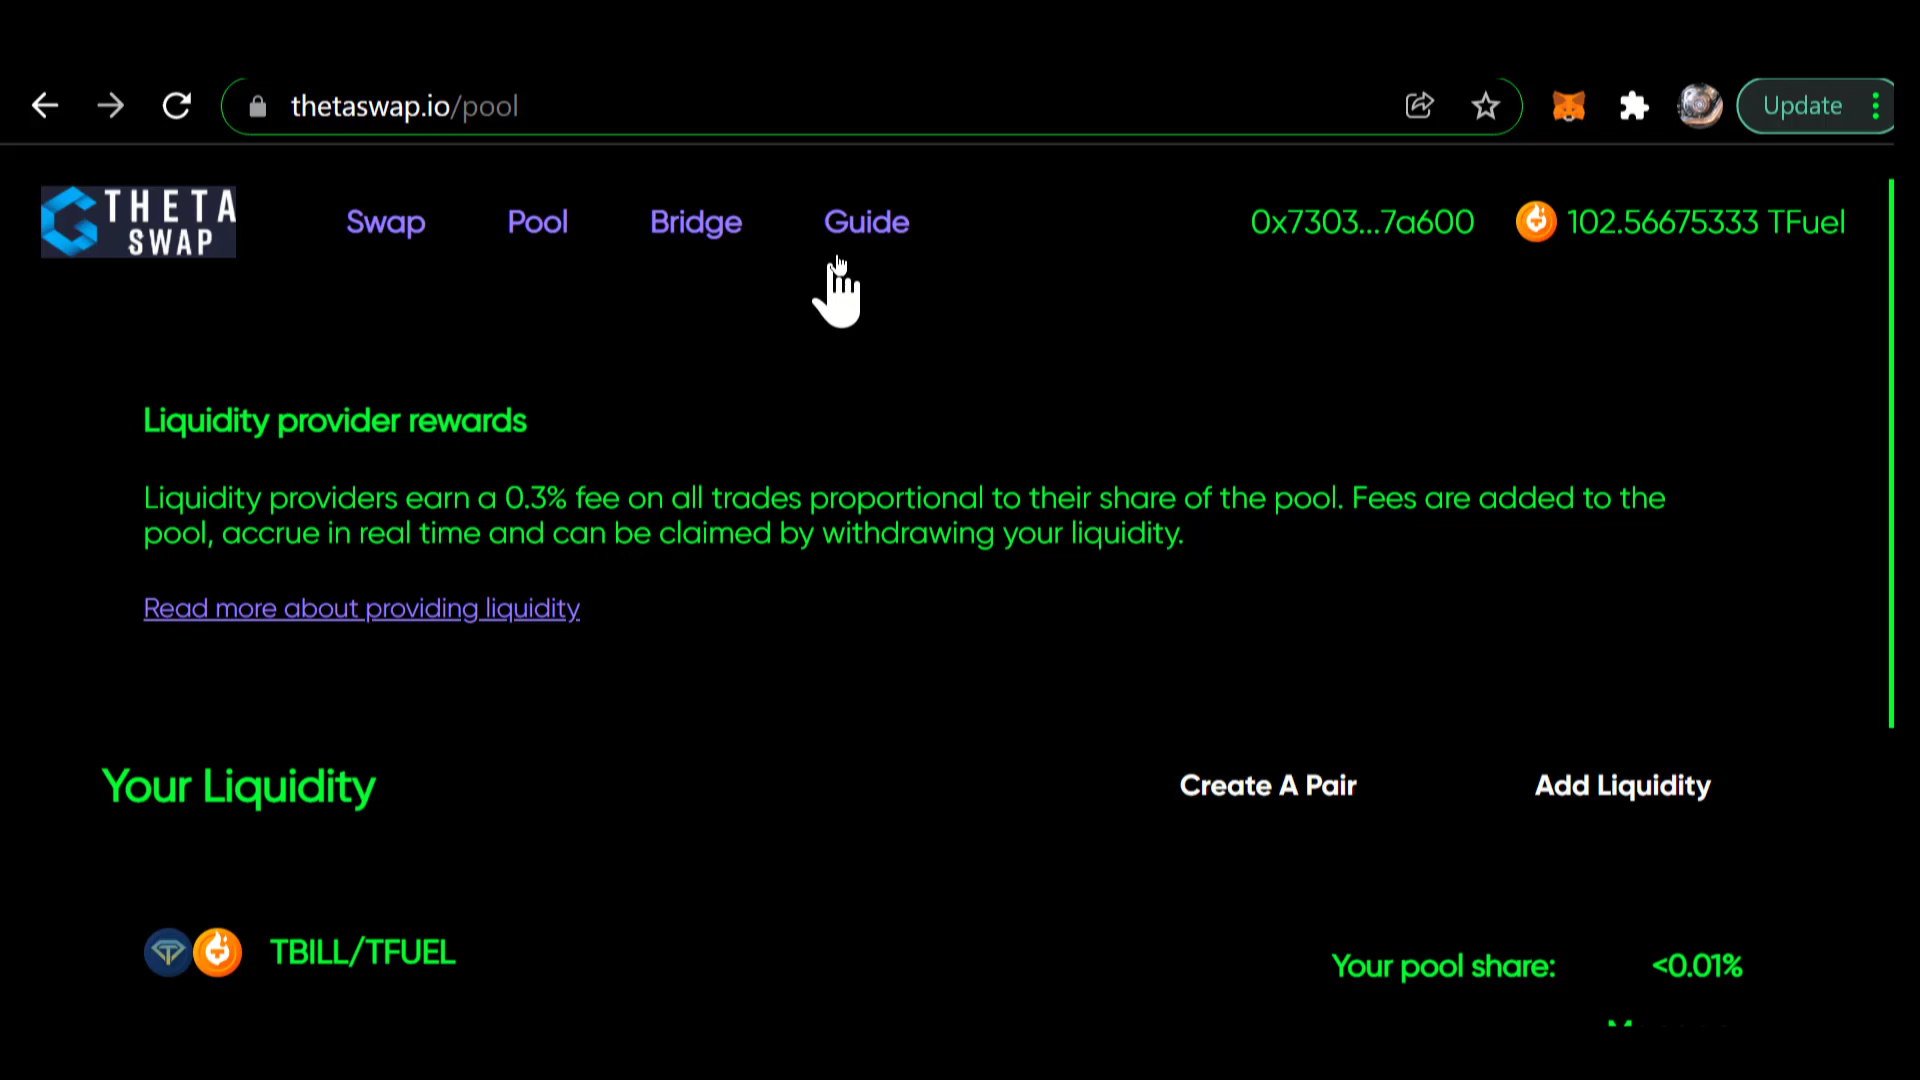 thetaswap.io/pool
Update
THETA
SWAP
Swap
Pool
Bridge
Guide
0x7303...7a600
102.56675333 TFuel
Liquidity provider rewards
Liquidity providers earn a 0.3% fee on all trades proportional to their share of the pool. Fees are added to the
pool, accrue in real time and can be claimed by withdrawing your liquidity.
Read more about providing liquidity
Your Liquidity
Create A Pair
Add Liquidity
TBILL/TFUEL
Your pool share:
<0.01%